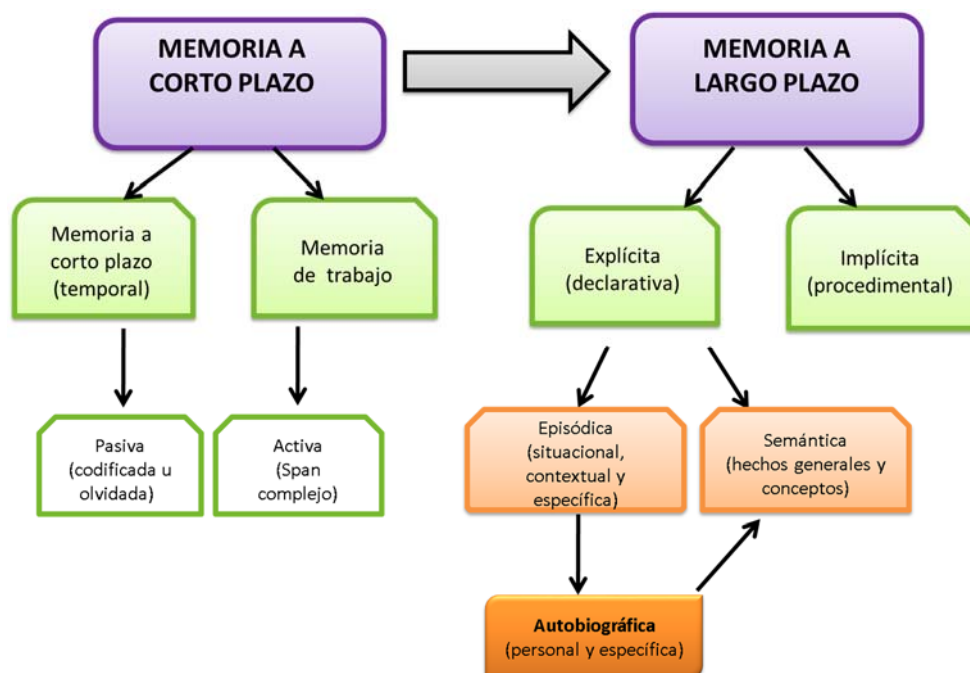 MEMORIA A
CORTO PLAZO
MEMORIA A
LARGO PLAZO
Memoria a
corto plazo
(temporal)
Memoria
de trabajo
Explícita
(declarativa)
Implícita
(procedimental)
Pasiva
(codificada u
olvidada)
Activa
(Span
complejo)
Episódica
(situacional,
contextual y
específica)
Semántica
(hechos generales y
conceptos)
Autobiográfica
(personal y específica)